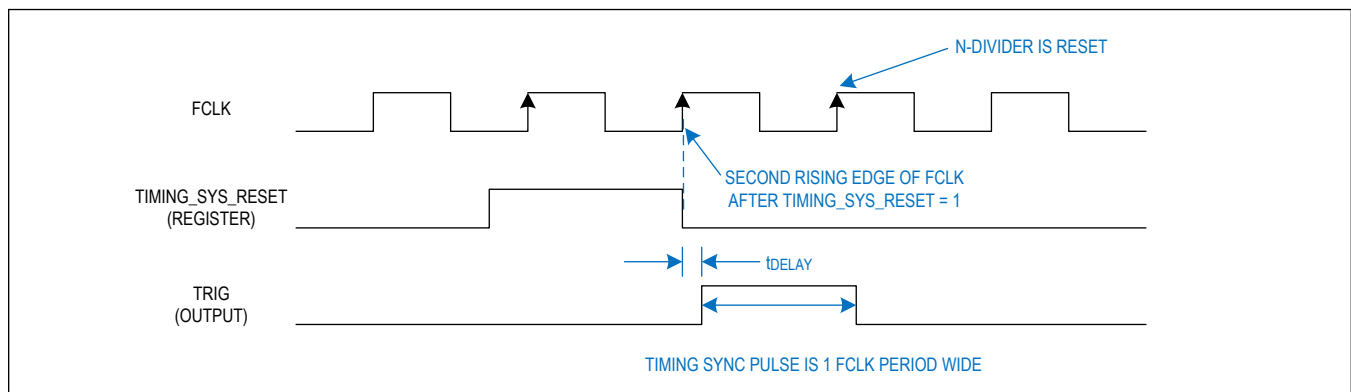 N-DIVIDER IS RESET
FCLK
TIMING_SYS_RESET
(REGISTER)
SECOND RISING EDGE OF FCLK
AFTER TIMING_SYS_RESET = 1
tDELAY
TRIG
(OUTPUT)
TIMING SYNC PULSE IS 1 FCLK PERIOD WIDE